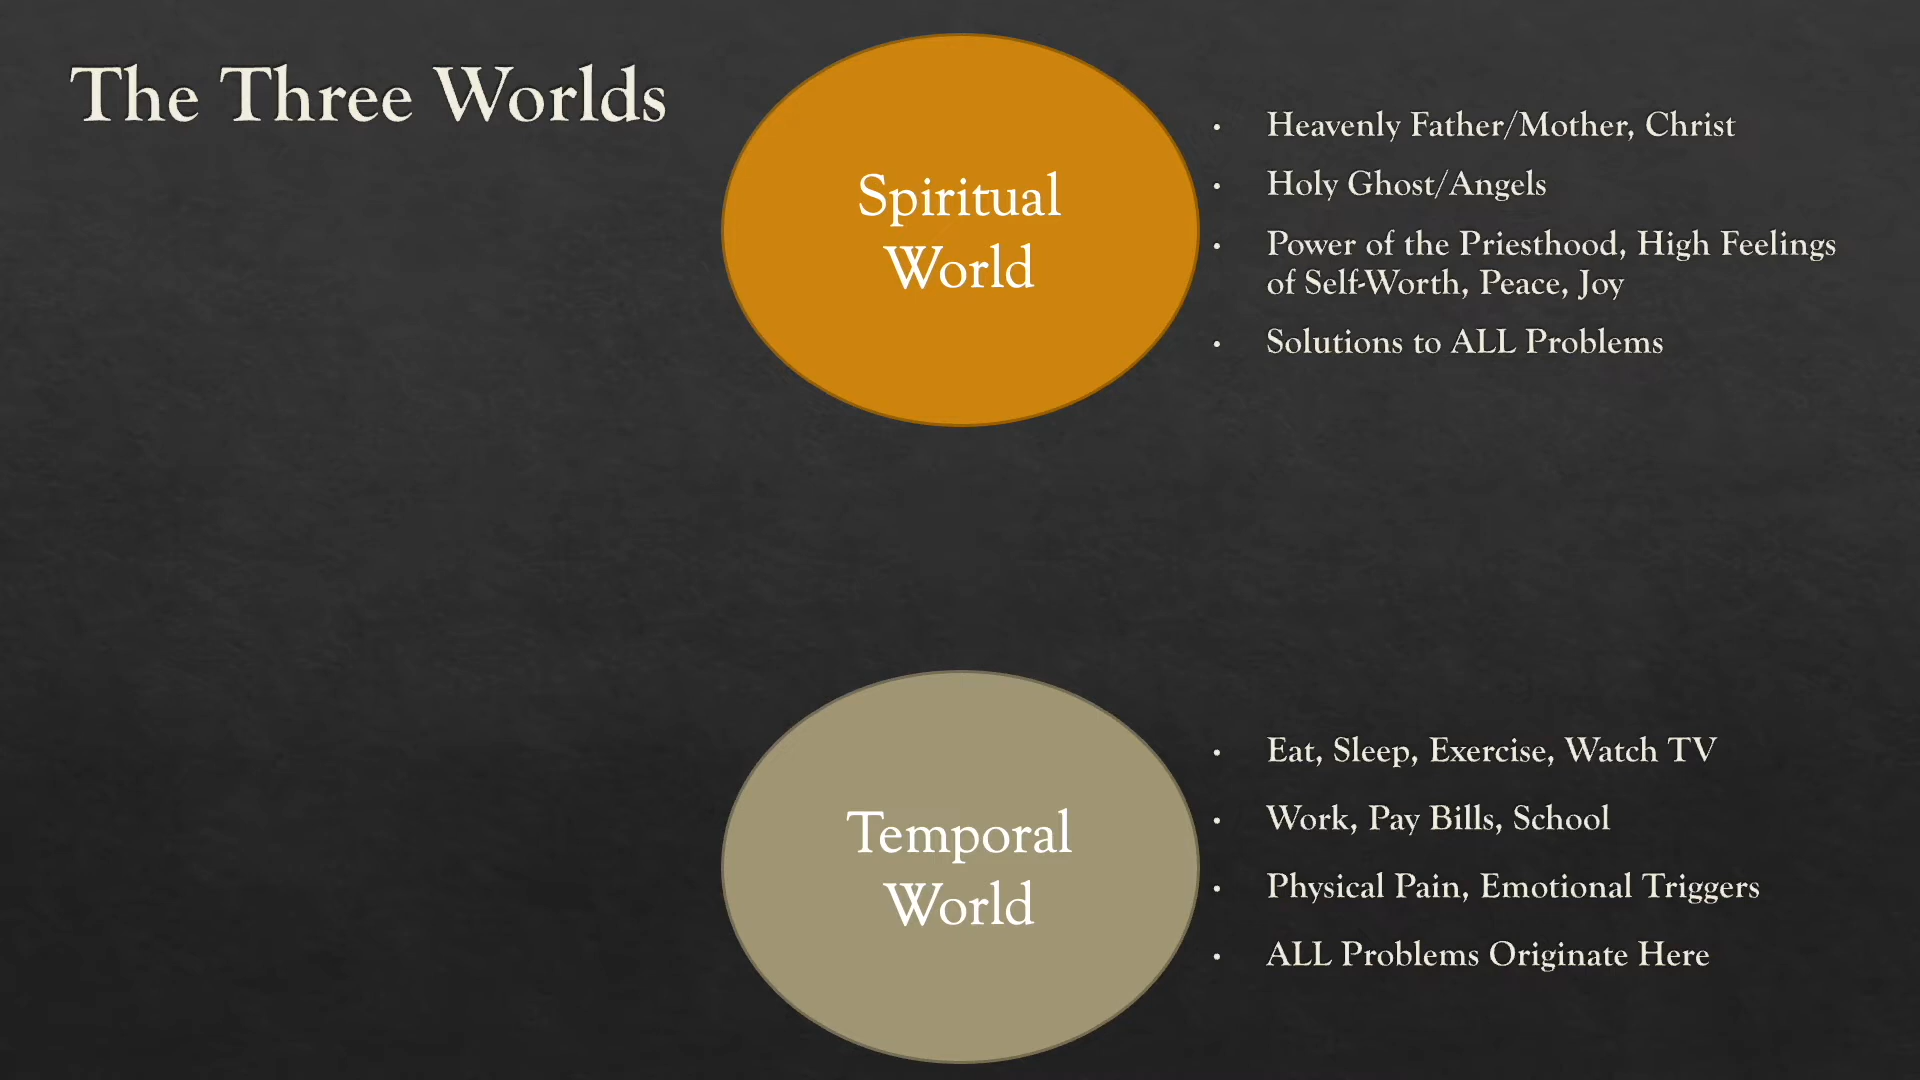 The Three Worlds
Spiritual
World
• Heavenly Father/Mother, Christ
• Holy Ghost/Angels
• Power of the Priesthood, High Feelings
of Self-Worth, Peace, Joy
• Solutions to ALL Problems
Temporal
World
• Eat, Sleep, Exercise, Watch TV
• Work, Pay Bills, School
• Physical Pain, Emotional Triggers
• ALL Problems Originate Here